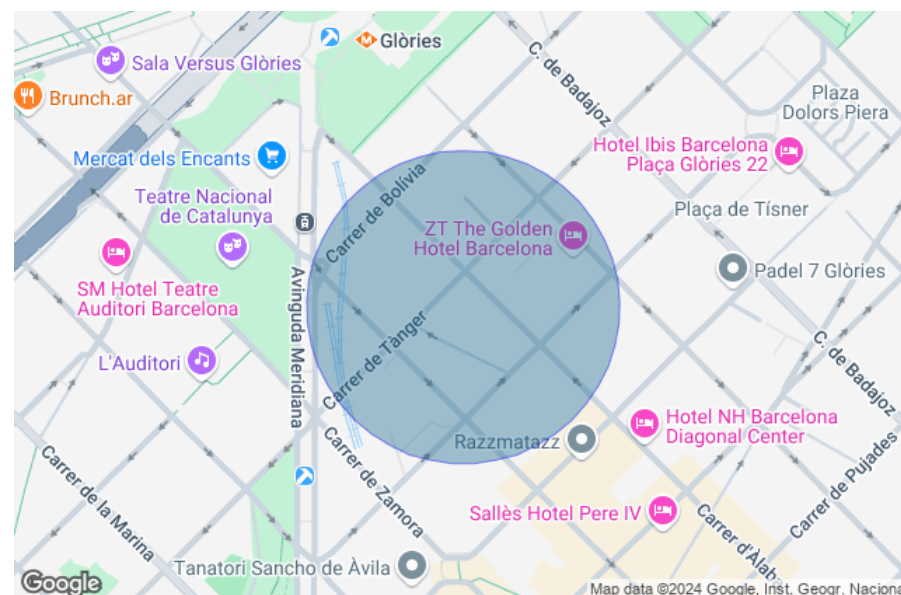 Glòries
Sala Versus Glòries
Brunch.ar
C. de Badajoz
Plaza
Dolors Piera
Hotel Ibis Barcelona
Plaça Glòries 22
Mercat dels Encants
Teatre Nacional
de Catalunya
Carrer de Bolívia
ZT The Golden
Hotel Barcelona
Plaça de Tísner
Padel 7 Glòries
SM Hotel Teatre
Auditori Barcelona
Avinguda Meridiana
L'Auditori
Carrer de Tànger
C. de Badajoz
Hotel NH Barcelona
Diagonal Center
Razzmatazz
Carrer de la Marina
Carrer de Zamora
Carrer de Pujades
Sallès Hotel Pere IV
Carrer d'Àlaba
Tanatori Sancho de Àvila
Google
Map data ©2024 Google, Inst. Geogr. Naciona